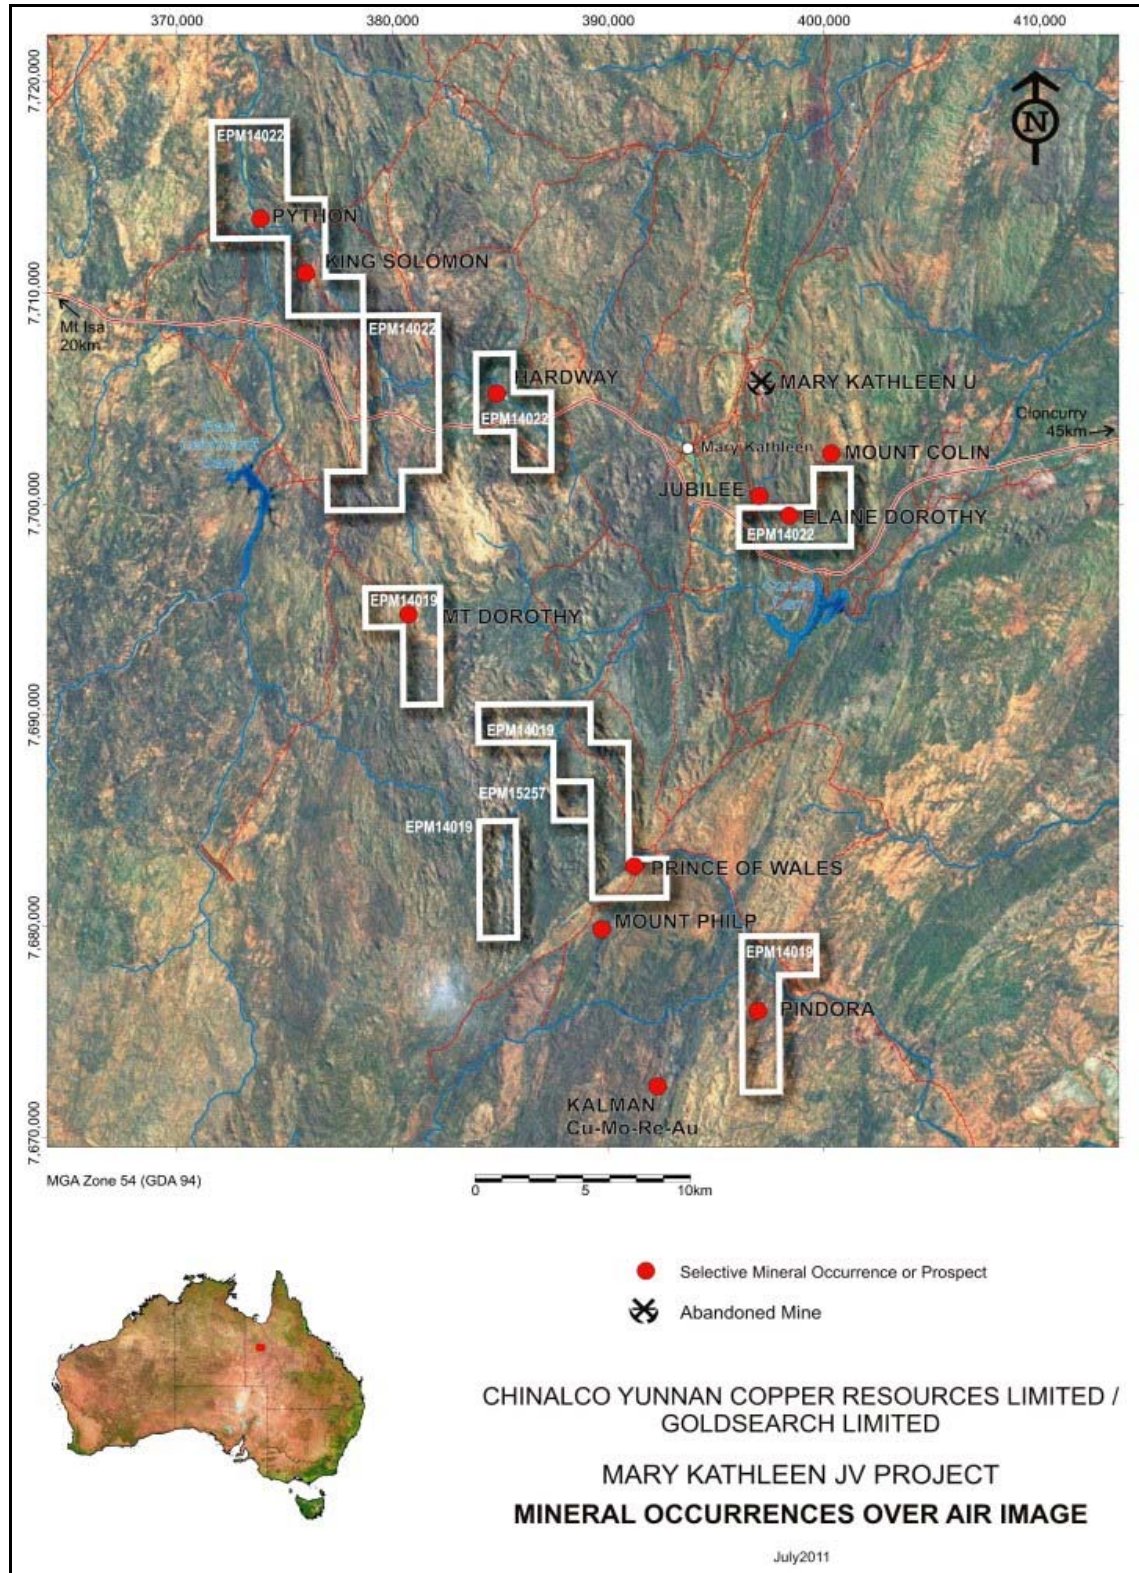 370,000 380,000 390,000 400,000 410,000
7,720,000
7,710,000
7,700,000
7,690,000
7,680,000
7,670,000
N
EPM14022
PYTHON
KING SOLOMON
Mt Isa
20km
EPM14022
HARDWAY
EPM14022
MARY KATHLEEN U
Cloncurry
45km
Mary Kathleen
MOUNT COLIN
JUBILEE
ELAINE DOROTHY
EPM14022
EPM14019
MT DOROTHY
EPM14019
EPM15257
EPM14019
PRINCE OF WALES
MOUNT PHILP
EPM14019
PINDORA
KALMAN
Cu-Mo-Re-Au
MGA Zone 54 (GDA 94)
0 5 10km
Selective Mineral Occurrence or Prospect
Abandoned Mine
CHINALCO YUNNAN COPPER RESOURCES LIMITED /
GOLDSEARCH LIMITED
MARY KATHLEEN JV PROJECT
MINERAL OCCURRENCES OVER AIR IMAGE
July2011